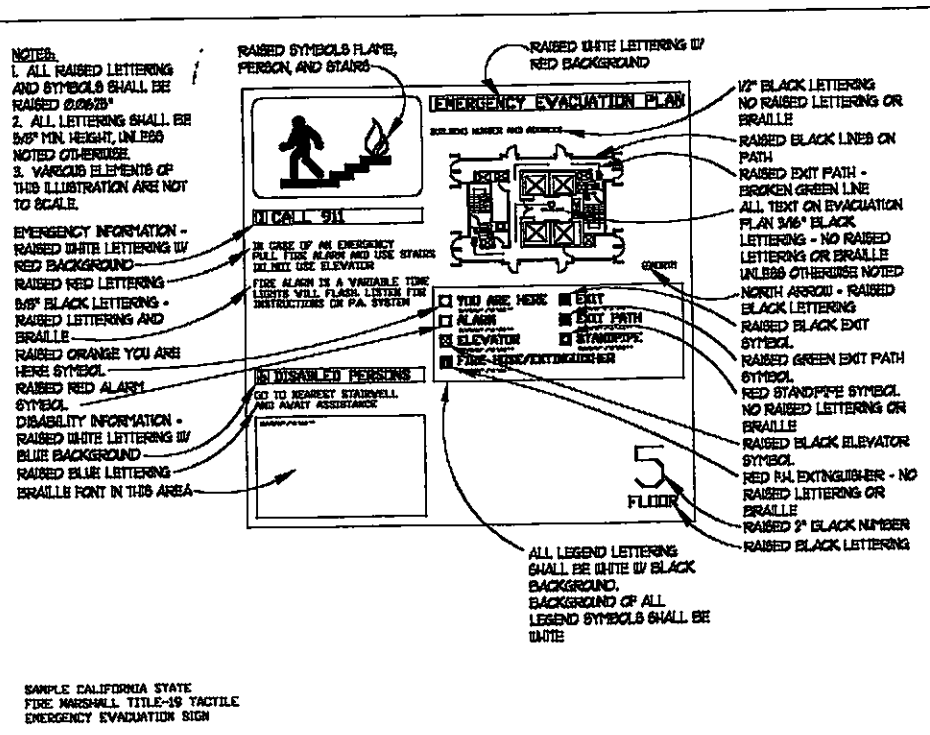 NOTES:
1. ALL RAISED LETTERING
AND SYMBOLS SHALL BE
RAISED 0.0625"
2. ALL LETTERING SHALL BE
5/8" MIN. HEIGHT, UNLESS
NOTED OTHERWISE.
3. VARIOUS ELEMENTS OF
THIS ILLUSTRATION ARE NOT
TO SCALE.
EMERGENCY INFORMATION -
RAISED WHITE LETTERING W/
RED BACKGROUND
RAISED RED LETTERING
5/8" BLACK LETTERING -
RAISED LETTERING AND
BRAILLE
RAISED ORANGE YOU ARE
HERE SYMBOL
RAISED RED ALARM
SYMBOL
DISABILITY INFORMATION -
RAISED WHITE LETTERING W/
BLUE BACKGROUND
RAISED BLUE LETTERING
BRAILLE FONT IN THIS AREA
RAISED SYMBOLS FLAME,
PERSON, AND STAIRS
RAISED WHITE LETTERING W/
RED BACKGROUND
EMERGENCY EVACUATION PLAN
BUILDING NUMBER AND ADDRESS
CALL 911
IN CASE OF AN EMERGENCY
PULL FIRE ALARM AND USE STAIRS
DO NOT USE ELEVATOR
FIRE ALARM IS A VARIABLE TONE
LIGHTS WILL FLASH. LISTEN FOR
INSTRUCTIONS ON P.A. SYSTEM
NORTH
YOU ARE HERE
EXIT
ALARM
EXIT PATH
ELEVATOR
STANDPIPE
FIRE-HOSE/EXTINGUISHER
DISABLED PERSONS
GO TO NEAREST STAIRWELL
AND AWAIT ASSISTANCE
5
FLOOR
1/2" BLACK LETTERING
NO RAISED LETTERING OR
BRAILLE
RAISED BLACK LINES ON
PATH
RAISED EXIT PATH -
BROKEN GREEN LINE
ALL TEXT ON EVACUATION
PLAN 3/16" BLACK
LETTERING - NO RAISED
LETTERING OR BRAILLE
UNLESS OTHERWISE NOTED
NORTH ARROW - RAISED
BLACK LETTERING
RAISED BLACK EXIT
SYMBOL
RAISED GREEN EXIT PATH
SYMBOL
RED STANDPIPE SYMBOL
NO RAISED LETTERING OR
BRAILLE
RAISED BLACK ELEVATOR
SYMBOL
RED F.H. EXTINGUISHER - NO
RAISED LETTERING OR
BRAILLE
RAISED 2" BLACK NUMBER
RAISED BLACK LETTERING
ALL LEGEND LETTERING
SHALL BE WHITE W/ BLACK
BACKGROUND.
BACKGROUND OF ALL
LEGEND SYMBOLS SHALL BE
WHITE
SAMPLE CALIFORNIA STATE
FIRE MARSHALL TITLE-19 TACTILE
EMERGENCY EVACUATION SIGN